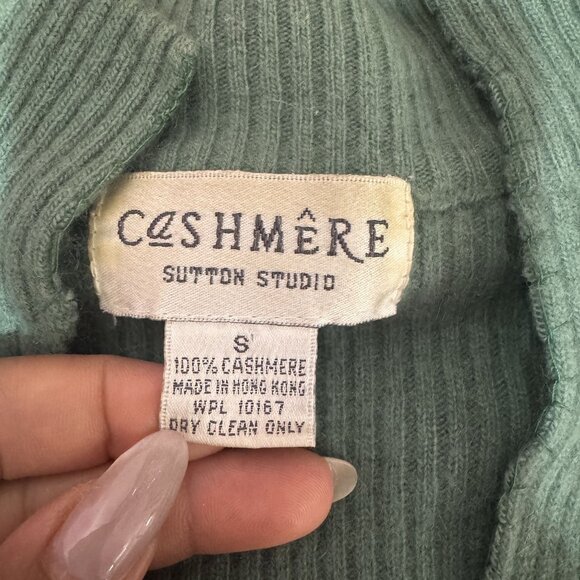 CaSHMÊRE
SUTTON STUDIO
S
100% CASHMERE
MADE IN HONG KONG
WPL 10167
DRY CLEAN ONLY